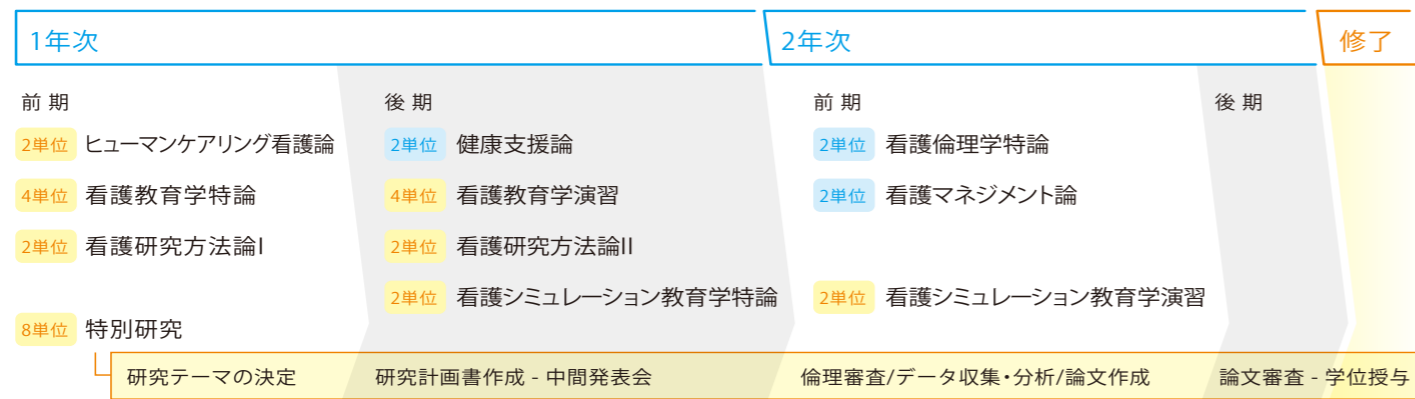 1年次 2年次 修了
前期 後期 前期 後期
2単位 ヒューマンケアリング看護論 2単位 健康支援論 2単位 看護倫理学特論
4単位 看護教育学特論 4単位 看護教育学演習 2単位 看護マネジメント論
2単位 看護研究方法論I 2単位 看護研究方法論II
2単位 看護シミュレーション教育学特論 2単位 看護シミュレーション教育学演習
8単位 特別研究
研究テーマの決定 研究計画書作成 - 中間発表会 倫理審査/データ収集・分析/論文作成 論文審査 - 学位授与